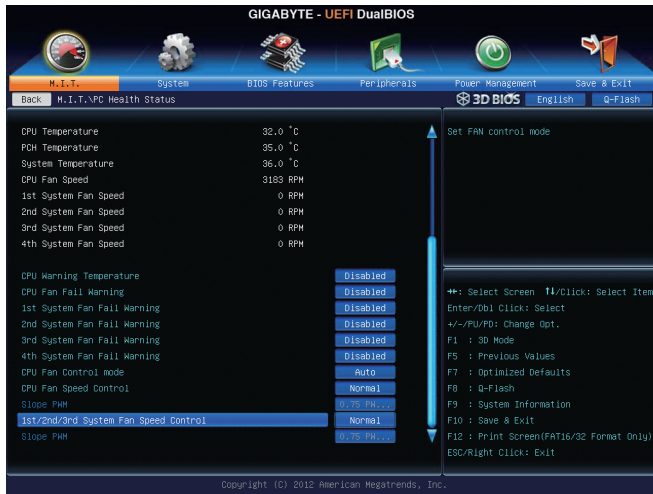 GIGABYTE - UEFI DualBIOS
M.I.T. System BIOS Features Peripherals Power Management Save & Exit
Back M.I.T.\PC Health Status 3D BIOS English Q-Flash
CPU Temperature 32.0 °C
PCH Temperature 35.0 °C
System Temperature 36.0 °C
CPU Fan Speed 3183 RPM
1st System Fan Speed 0 RPM
2nd System Fan Speed 0 RPM
3rd System Fan Speed 0 RPM
4th System Fan Speed 0 RPM
CPU Warning Temperature Disabled
CPU Fan Fail Warning Disabled
1st System Fan Fail Warning Disabled
2nd System Fan Fail Warning Disabled
3rd System Fan Fail Warning Disabled
4th System Fan Fail Warning Disabled
CPU Fan Control mode Auto
CPU Fan Speed Control Normal
Slope PWM 0.75 PW...
1st/2nd/3rd System Fan Speed Control Normal
Slope PWM 0.75 PW...
Set FAN control mode
→←: Select Screen ↑↓/Click: Select Item
Enter/Dbl Click: Select
+/-/PU/PD: Change Opt.
F1 : 3D Mode
F5 : Previous Values
F7 : Optimized Defaults
F8 : Q-Flash
F9 : System Information
F10 : Save & Exit
F12 : Print Screen(FAT16/32 Format Only)
ESC/Right Click: Exit
Copyright (C) 2012 American Megatrends, Inc.